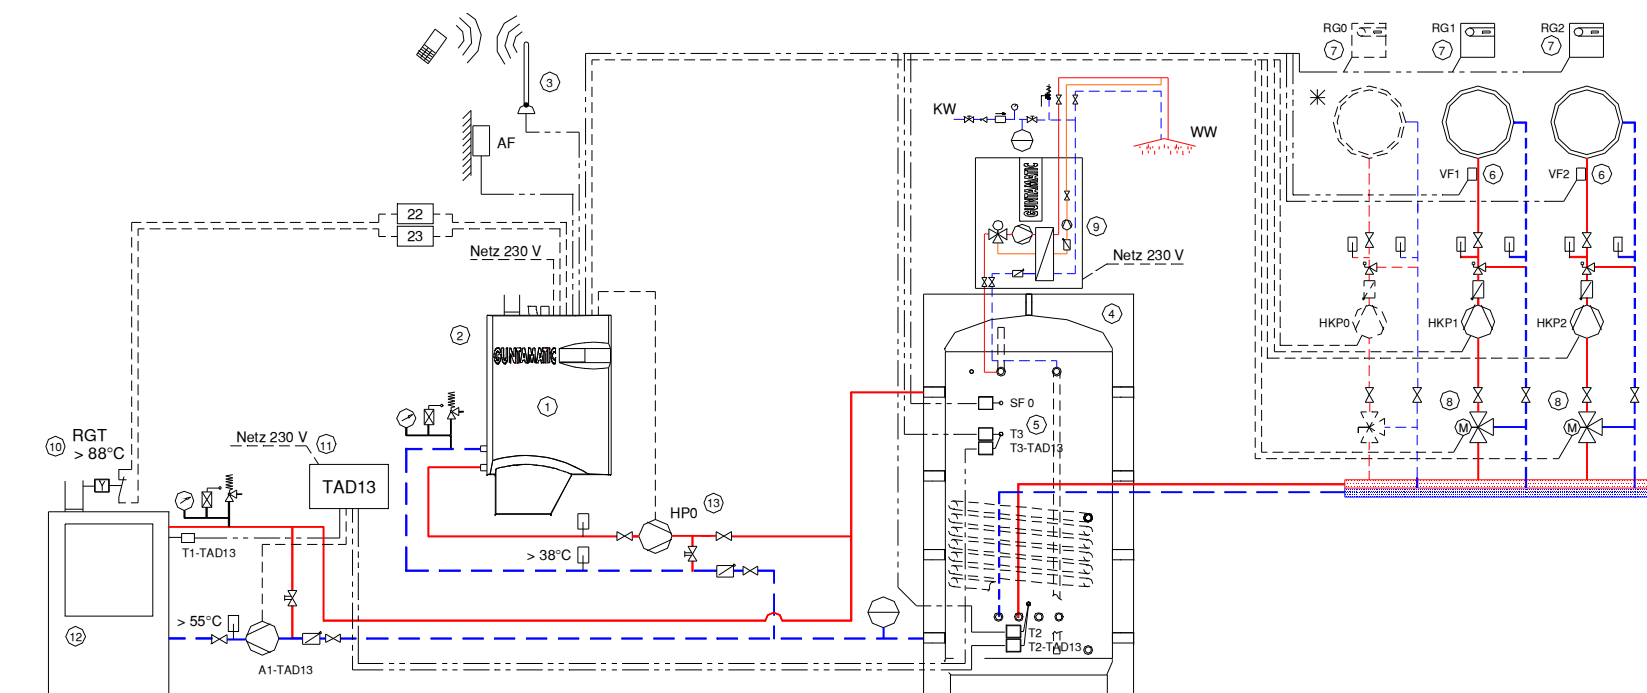 RG0
RG1
RG2
7
7
7
3
KW
WW
AF
VF1
6
VF2
6
22
23
Netz 230 V
GUNTAMATIC
9
Netz 230 V
4
2
HKP0
HKP1
HKP2
GUNTAMATIC
1
SF 0
8
8
5
T3
T3-TAD13
M
M
10
RGT
> 88°C
Netz 230 V
11
TAD13
Y
13
HP0
T1-TAD13
> 38°C
> 55°C
12
A1-TAD13
T2
T2-TAD13